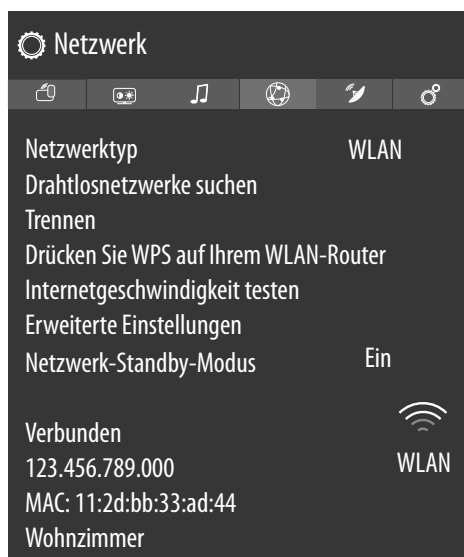 Netzwerk
Netzwerktyp WLAN
Drahtlosnetzwerke suchen
Trennen
Drücken Sie WPS auf Ihrem WLAN-Router
Internetgeschwindigkeit testen
Erweiterte Einstellungen
Netzwerk-Standby-Modus Ein
Verbunden
123.456.789.000 WLAN
MAC: 11:2d:bb:33:ad:44
Wohnzimmer